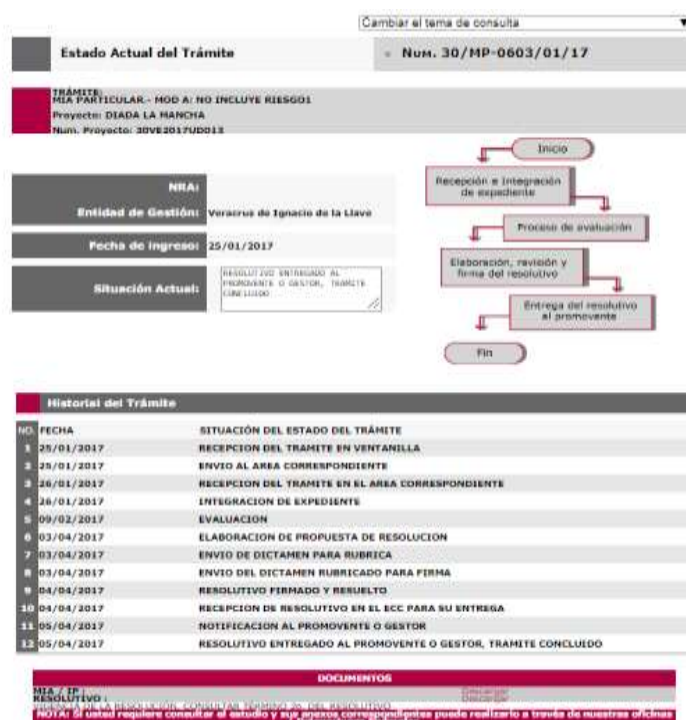 Cambiar el tema de consulta
Estado Actual del Trámite
NUM. 30/MP-0603/01/17
TRÁMITE:
MIA PARTICULAR.- MOD A: NO INCLUYE RIESGO1
Proyecto: DIADA LA MANCHA
Num. Proyecto: 30VE2017UD013
NRA:
Entidad de Gestión: Veracruz de Ignacio de la Llave
Fecha de Ingreso: 25/01/2017
Situación Actual: RESOLUTIVO ENTREGADO AL
PROMOVENTE O GESTOR, TRAMITE
CONCLUIDO
Inicio
Recepción e Integración
de expediente
Proceso de evaluación
Elaboración, revisión y
firma del resolutivo
Entrega del resolutivo
al promovente
Fin
Historial del Trámite
NO. FECHA SITUACIÓN DEL ESTADO DEL TRÁMITE
1 25/01/2017 RECEPCION DEL TRAMITE EN VENTANILLA
2 25/01/2017 ENVIO AL AREA CORRESPONDIENTE
3 26/01/2017 RECEPCION DEL TRAMITE EN EL AREA CORRESPONDIENTE
4 26/01/2017 INTEGRACION DE EXPEDIENTE
5 09/02/2017 EVALUACION
6 03/04/2017 ELABORACION DE PROPUESTA DE RESOLUCION
7 03/04/2017 ENVIO DE DICTAMEN PARA RUBRICA
8 03/04/2017 ENVIO DEL DICTAMEN RUBRICADO PARA FIRMA
9 04/04/2017 RESOLUTIVO FIRMADO Y RESUELTO
10 04/04/2017 RECEPCION DE RESOLUTIVO EN EL ECC PARA SU ENTREGA
11 05/04/2017 NOTIFICACION AL PROMOVENTE O GESTOR
12 05/04/2017 RESOLUTIVO ENTREGADO AL PROMOVENTE O GESTOR, TRAMITE CONCLUIDO
DOCUMENTOS
MIA / IP : Descargar
RESOLUTIVO : Descargar
VIGENCIA DE LA RESOLUCIÓN, CONSULTAR TÉRMINO DEL RESOLUTIVO
NOTA: Si usted requiere consultar el estudio y sus anexos correspondientes puede realizarlo a través de nuestras oficinas